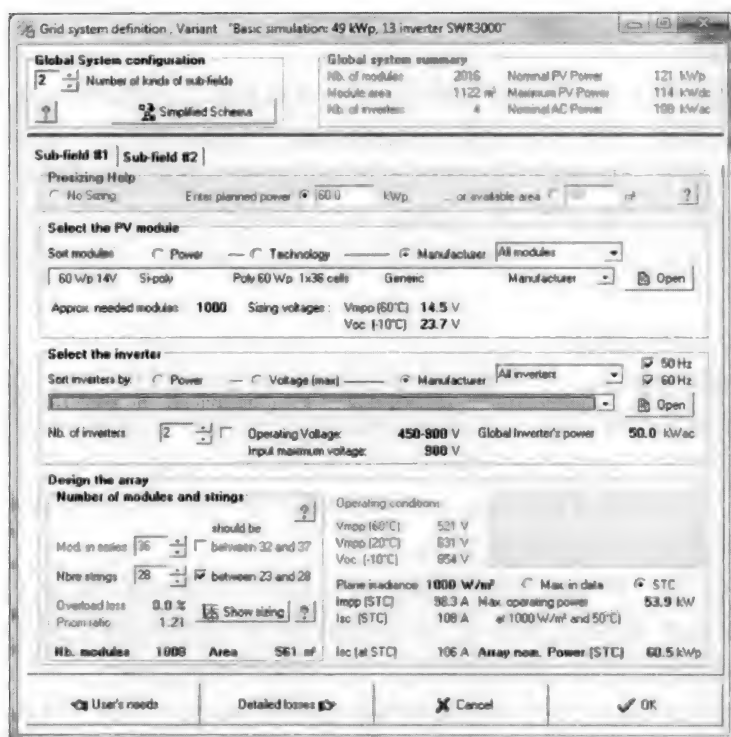 Grid system definition, Variant "Basic simulation: 49 kWp, 13 inverter SWR3000"
Global System configuration
2 Number of kinds of sub-fields
? Simplified Schema
Global system summary
Nb. of modules 2016 Nominal PV Power 121 kWp
Module area 1122 m² Maximum PV Power 114 kWdc
Nb. of inverters 4 Nominal AC Power 100 kWac
Sub-field #1 Sub-field #2
Presizing Help
No Sizing Enter planned power 60.0 kWp ... or available area m² ?
Select the PV module
Sort modules Power Technology Manufacturer All modules
60 Wp 14V Si-poly Poly 60 Wp 1x36 cells Generic Manufacturer Open
Approx. needed modules 1000 Sizing voltages: Vmpp (60°C) 14.5 V
Voc (-10°C) 23.7 V
Select the inverter
50 Hz
Sort inverters by: Power Voltage (max) Manufacturer All inverters 60 Hz
Open
Nb. of inverters 2 Operating Voltage: 450-800 V Global Inverter's power 50.0 kWac
Input maximum voltage: 900 V
Design the array
Number of modules and strings
?
should be
Mod. in series 36 between 32 and 37
Nbre strings 28 between 23 and 28
Overload loss 0.0 %
Show sizing ?
Pnom ratio 1.21
Nb. modules 1008 Area 561 m²
Operating conditions
Vmpp (60°C) 521 V
Vmpp (20°C) 631 V
Voc (-10°C) 854 V
Plane irradiance 1000 W/m² Max. in data STC
Impp (STC) 98.3 A Max. operating power 53.9 kW
Isc (STC) 108 A at 1000 W/m² and 50°C)
Isc (at STC) 106 A Array nom. Power (STC) 60.5 kWp
User's needs Detailed losses Cancel OK